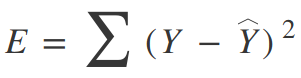 E = ∑ (Y − Ŷ)²